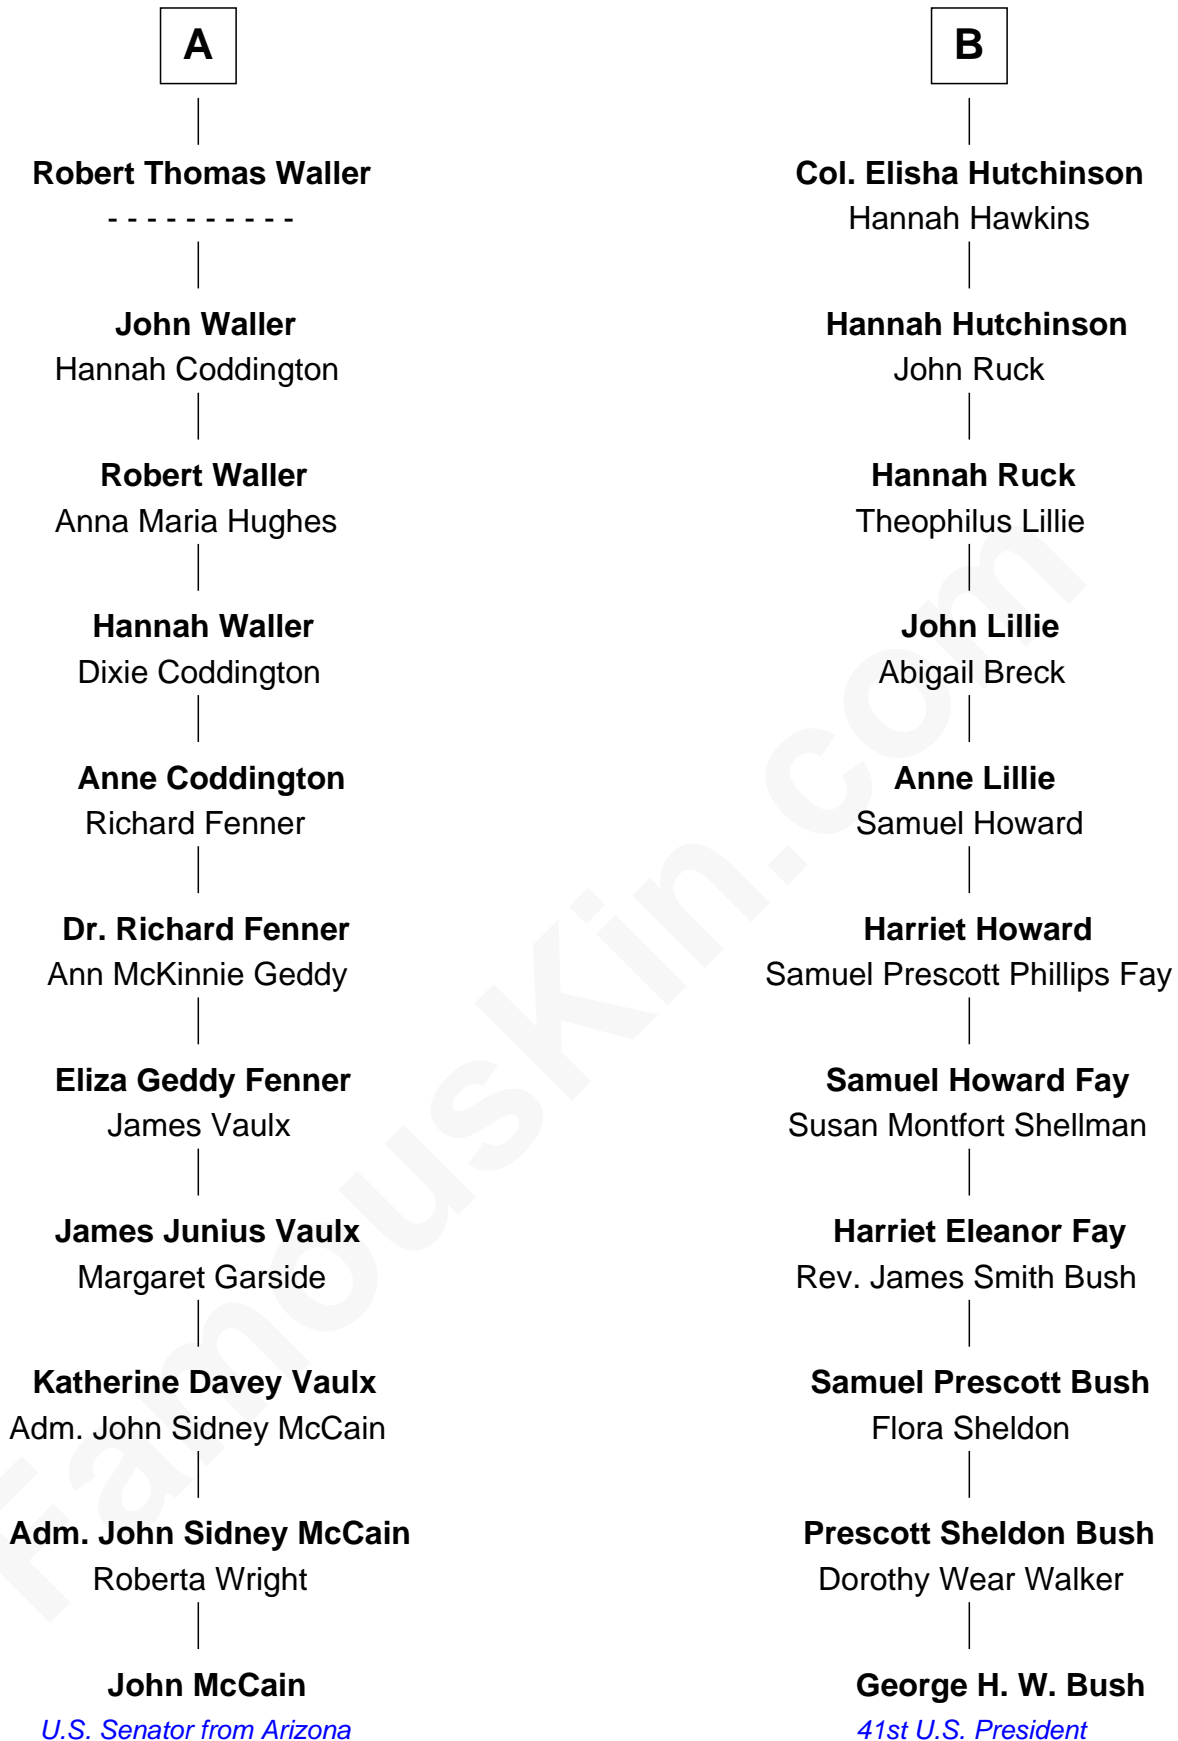 A
Robert Thomas Waller
- - - - - - - - - -
John Waller
Hannah Coddington
Robert Waller
Anna Maria Hughes
Hannah Waller
Dixie Coddington
Anne Coddington
Richard Fenner
Dr. Richard Fenner
Ann McKinnie Geddy
Eliza Geddy Fenner
James Vaulx
James Junius Vaulx
Margaret Garside
Katherine Davey Vaulx
Adm. John Sidney McCain
Adm. John Sidney McCain
Roberta Wright
John McCain
U.S. Senator from Arizona
B
Col. Elisha Hutchinson
Hannah Hawkins
Hannah Hutchinson
John Ruck
Hannah Ruck
Theophilus Lillie
John Lillie
Abigail Breck
Anne Lillie
Samuel Howard
Harriet Howard
Samuel Prescott Phillips Fay
Samuel Howard Fay
Susan Montfort Shellman
Harriet Eleanor Fay
Rev. James Smith Bush
Samuel Prescott Bush
Flora Sheldon
Prescott Sheldon Bush
Dorothy Wear Walker
George H. W. Bush
41st U.S. President
FamousKin.com